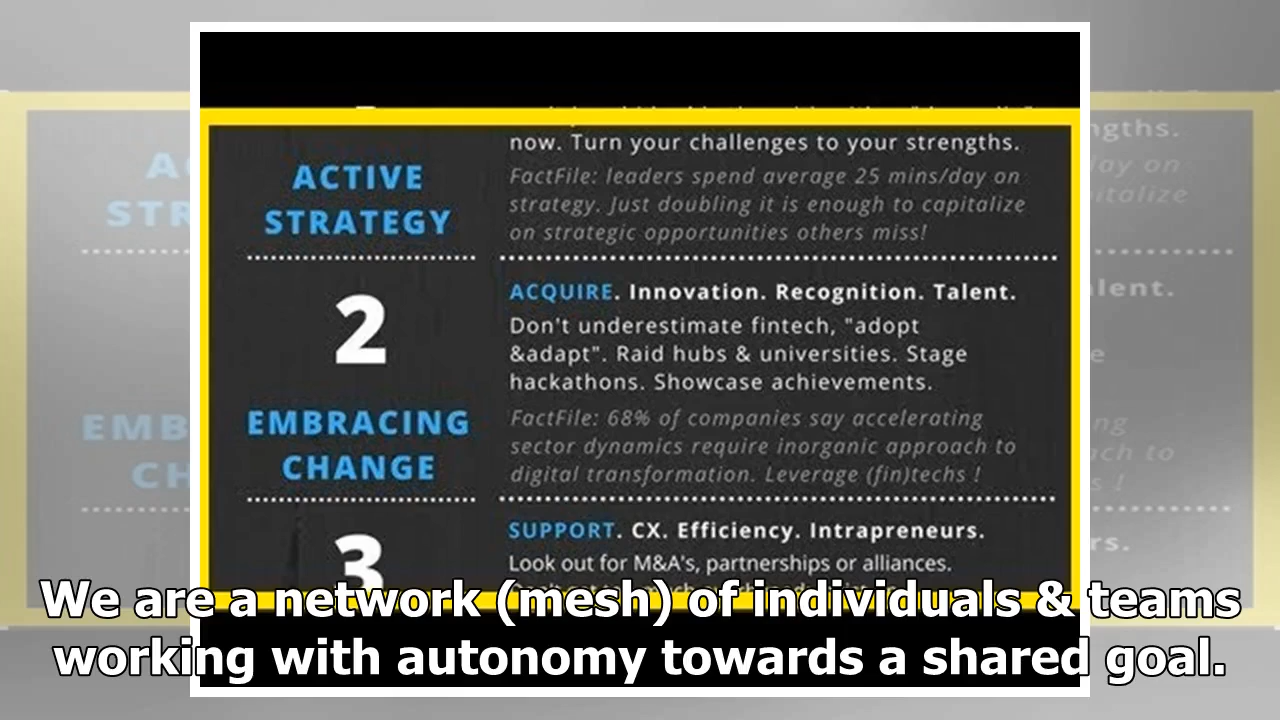 now. Turn your challenges to your strengths.
ACTIVE
STRATEGY
FactFile: leaders spend average 25 mins/day on
strategy. Just doubling it is enough to capitalize
on strategic opportunities others miss!
2
EMBRACING
CHANGE
ACQUIRE. Innovation. Recognition. Talent.
Don't underestimate fintech, "adopt
&adapt". Raid hubs & universities. Stage
hackathons. Showcase achievements.
FactFile: 68% of companies say accelerating
sector dynamics require inorganic approach to
digital transformation. Leverage (fin)techs !
3
SUPPORT. CX. Efficiency. Intrapreneurs.
Look out for M&A's, partnerships or alliances.
We are a network (mesh) of individuals & teams
working with autonomy towards a shared goal.